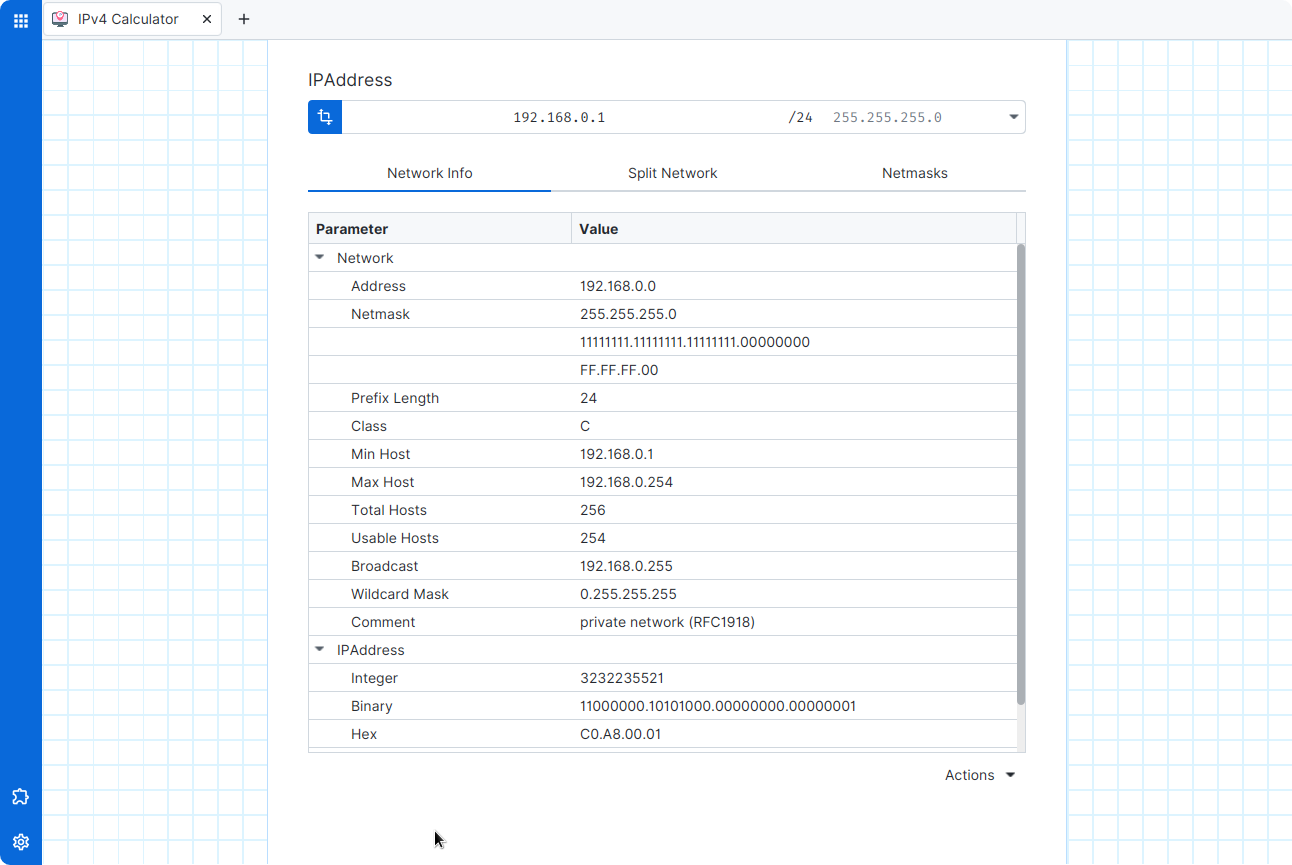 IPv4 Calculator
IPAddress
192.168.0.1 /24 255.255.255.0
Network Info Split Network Netmasks
Parameter Value
Network
Address 192.168.0.0
Netmask 255.255.255.0
11111111.11111111.11111111.00000000
FF.FF.FF.00
Prefix Length 24
Class C
Min Host 192.168.0.1
Max Host 192.168.0.254
Total Hosts 256
Usable Hosts 254
Broadcast 192.168.0.255
Wildcard Mask 0.255.255.255
Comment private network (RFC1918)
IPAddress
Integer 3232235521
Binary 11000000.10101000.00000000.00000001
Hex C0.A8.00.01
Actions